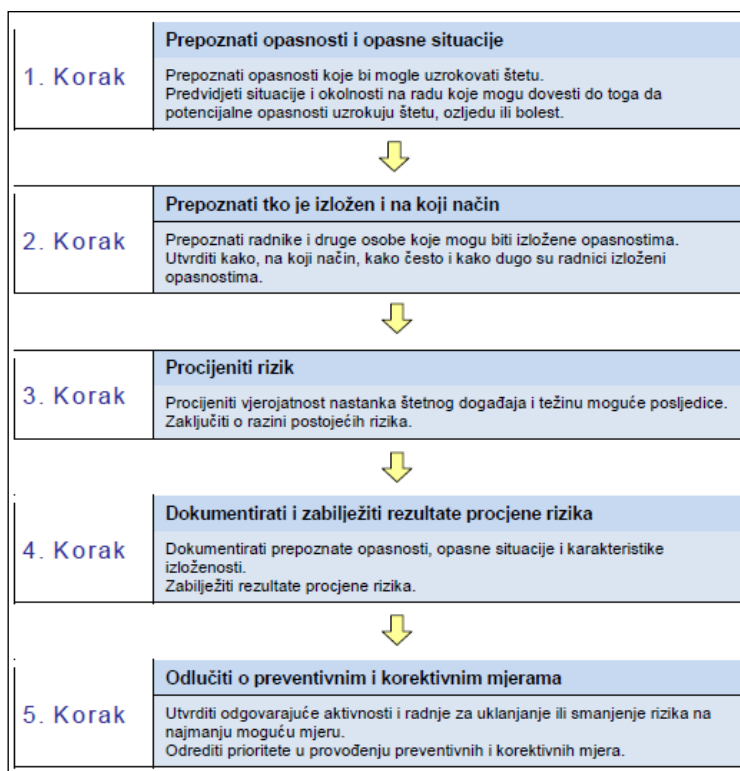 Prepoznati opasnosti i opasne situacije
1. Korak
Prepoznati opasnosti koje bi mogle uzrokovati štetu.
Predvidjeti situacije i okolnosti na radu koje mogu dovesti do toga da
potencijalne opasnosti uzrokuju štetu, ozljedu ili bolest.
Prepoznati tko je izložen i na koji način
2. Korak
Prepoznati radnike i druge osobe koje mogu biti izložene opasnostima.
Utvrditi kako, na koji način, kako često i kako dugo su radnici izloženi
opasnostima.
Procijeniti rizik
3. Korak
Procijeniti vjerojatnost nastanka štetnog događaja i težinu moguće posljedice.
Zaključiti o razini postojećih rizika.
Dokumentirati i zabilježiti rezultate procjene rizika
4. Korak
Dokumentirati prepoznate opasnosti, opasne situacije i karakteristike
izloženosti.
Zabilježiti rezultate procjene rizika.
Odlučiti o preventivnim i korektivnim mjerama
5. Korak
Utvrditi odgovarajuće aktivnosti i radnje za uklanjanje ili smanjenje rizika na
najmanju moguću mjeru.
Odrediti prioritete u provođenju preventivnih i korektivnih mjera.